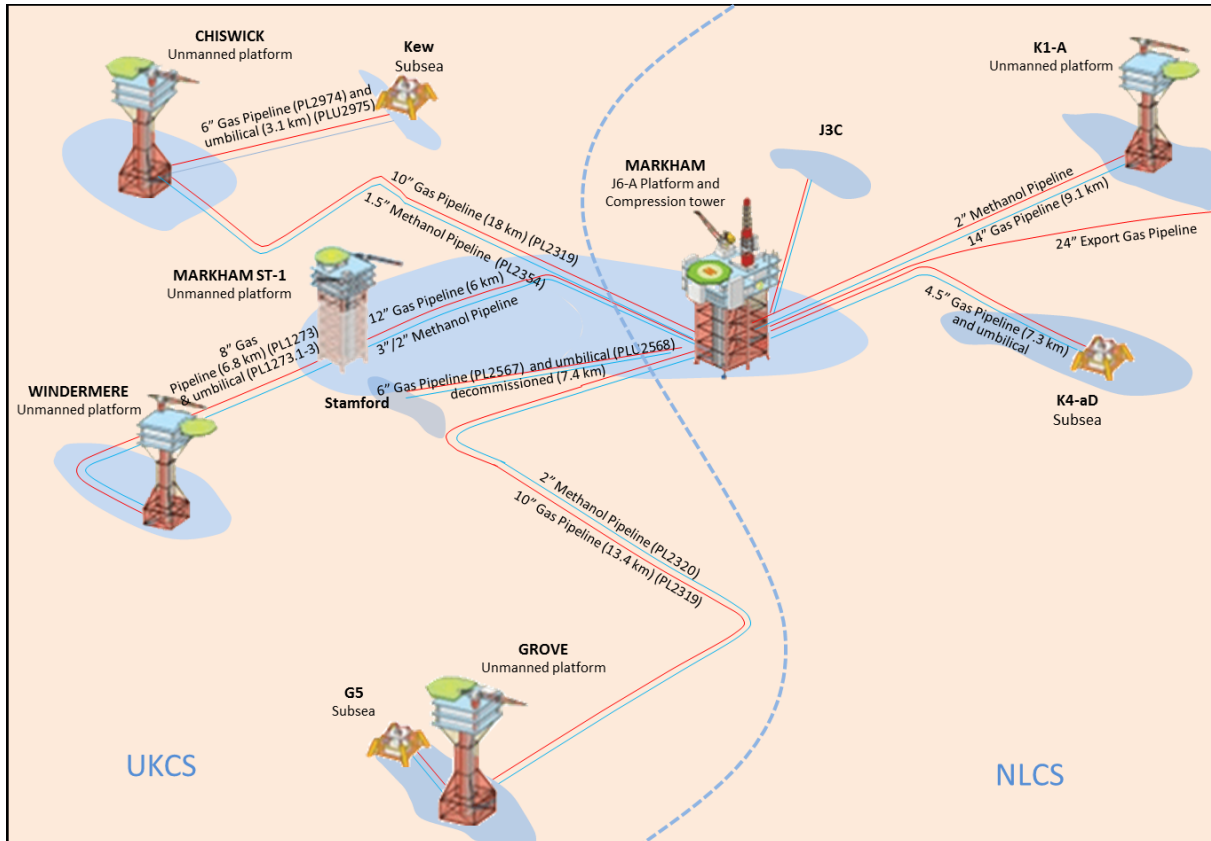 CHISWICK
Unmanned platform
Kew
Subsea
K1-A
Unmanned platform
6” Gas Pipeline (PL2974) and
umbilical (3.1 km) (PLU2975)
J3C
MARKHAM
J6-A Platform and
Compression tower
10” Gas Pipeline (18 km) (PL2319)
1.5” Methanol Pipeline (PL2354)
2” Methanol Pipeline
14” Gas Pipeline (9.1 km)
24” Export Gas Pipeline
MARKHAM ST-1
Unmanned platform
12” Gas Pipeline (6 km)
3”/2” Methanol Pipeline
4.5” Gas Pipeline (7.3 km)
and umbilical
8” Gas
Pipeline (6.8 km) (PL1273)
& umbilical (PL1273.1-3)
WINDERMERE
Unmanned platform
6” Gas Pipeline (PL2567) and umbilical (PLU2568)
decommissioned (7.4 km)
Stamford
K4-aD
Subsea
2” Methanol Pipeline (PL2320)
10” Gas Pipeline (13.4 km) (PL2319)
GROVE
Unmanned platform
G5
Subsea
UKCS
NLCS